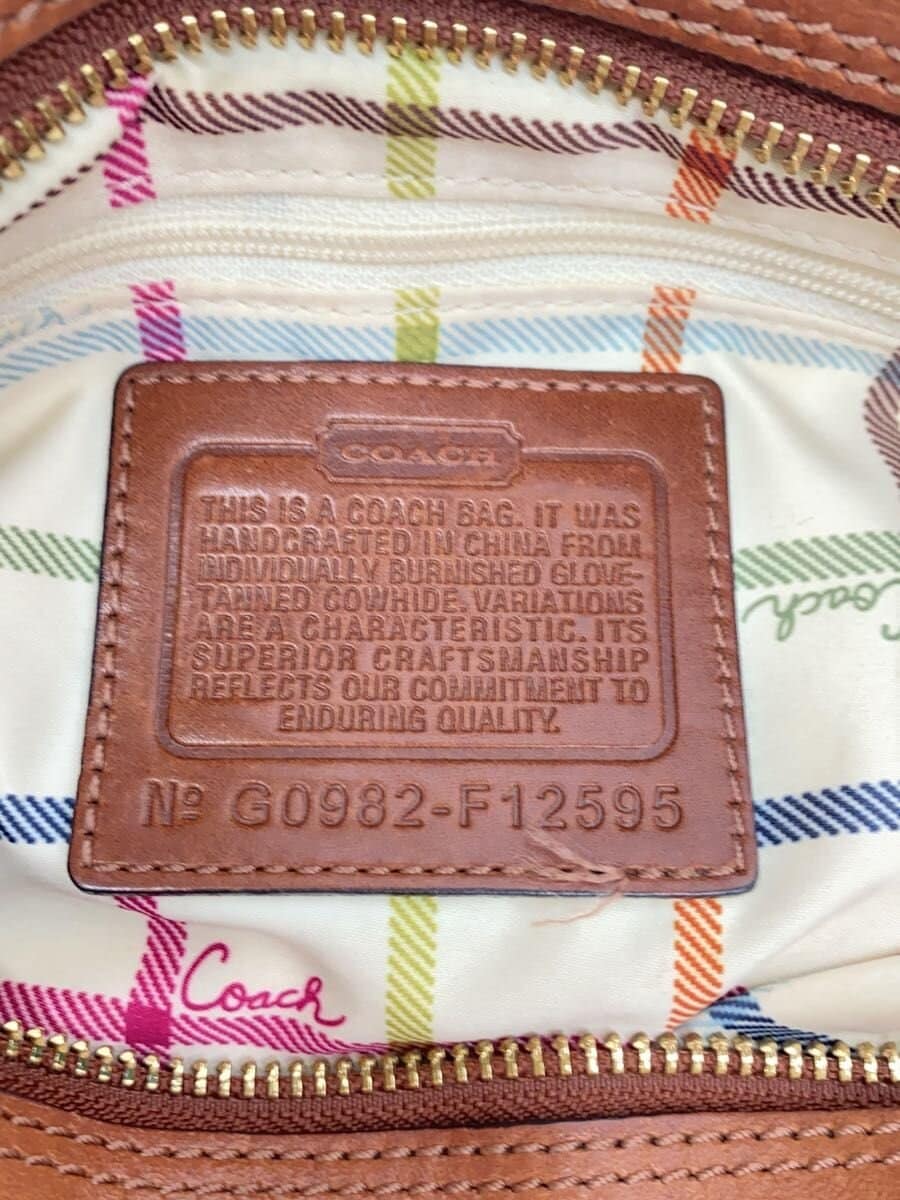 COACH
THIS IS A COACH BAG. IT WAS
HANDCRAFTED IN CHINA FROM
INDIVIDUALLY BURNISHED GLOVE-
TANNED COWHIDE. VARIATIONS
ARE A CHARACTERISTIC. ITS
SUPERIOR CRAFTSMANSHIP
REFLECTS OUR COMMITMENT TO
ENDURING QUALITY.
Coach
Nº G0982-F12595
Coach